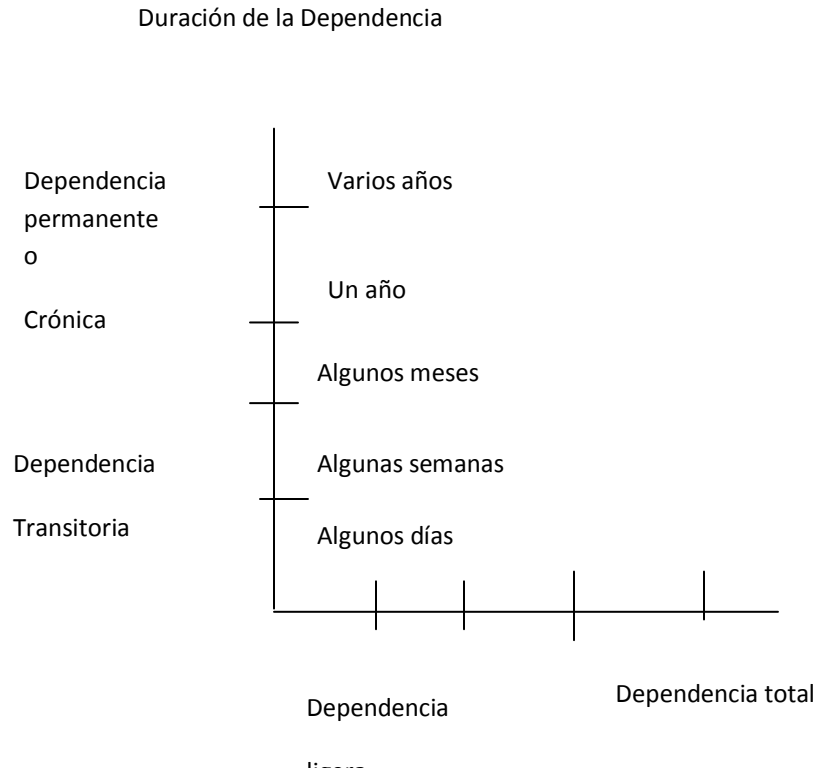 Duración de la Dependencia
Dependencia
permanente
o
Crónica
Varios años
Un año
Algunos meses
Dependencia
Transitoria
Algunas semanas
Algunos días
Dependencia
Dependencia total